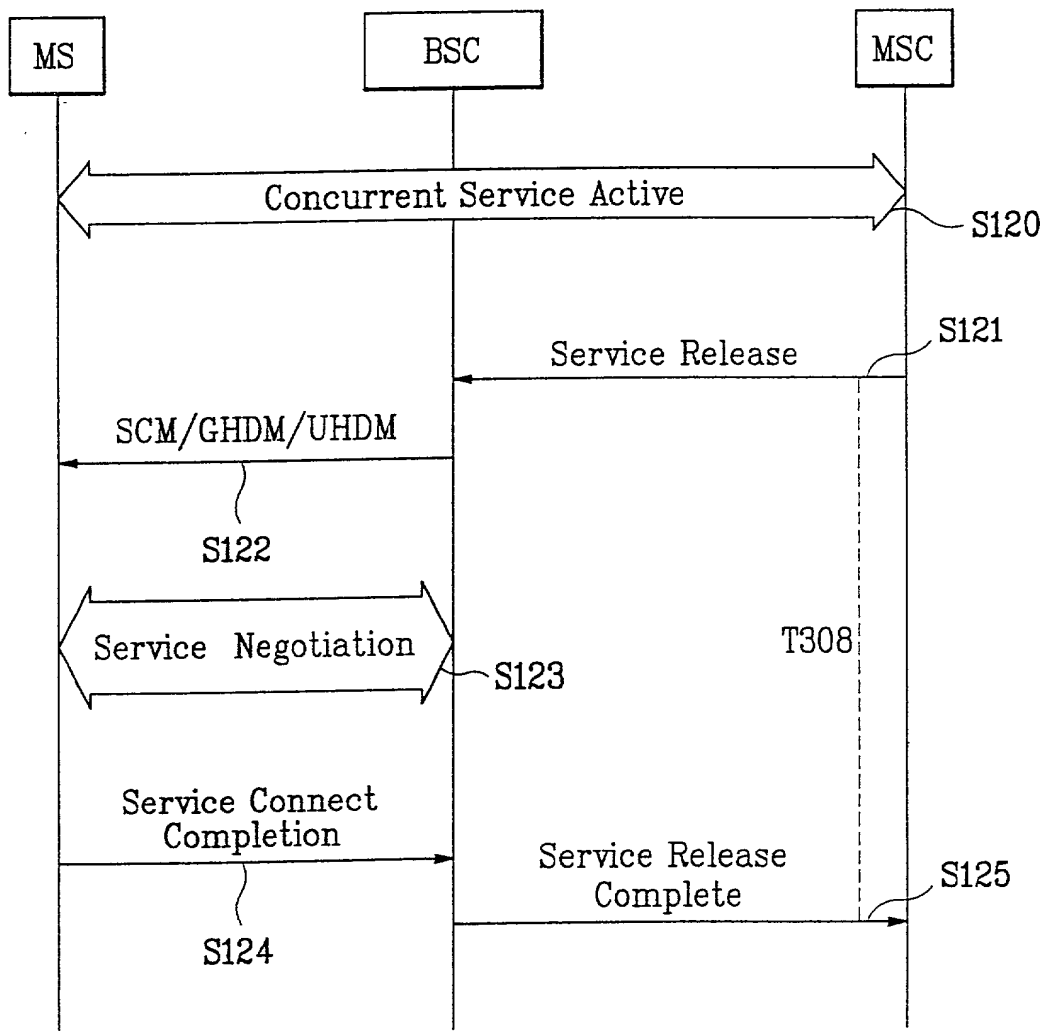 MS
BSC
MSC
Concurrent Service Active
S120
S121
Service Release
SCM/GHDM/UHDM
S122
Service Negotiation
S123
T308
Service Connect
Completion
Service Release
Complete
S125
S124